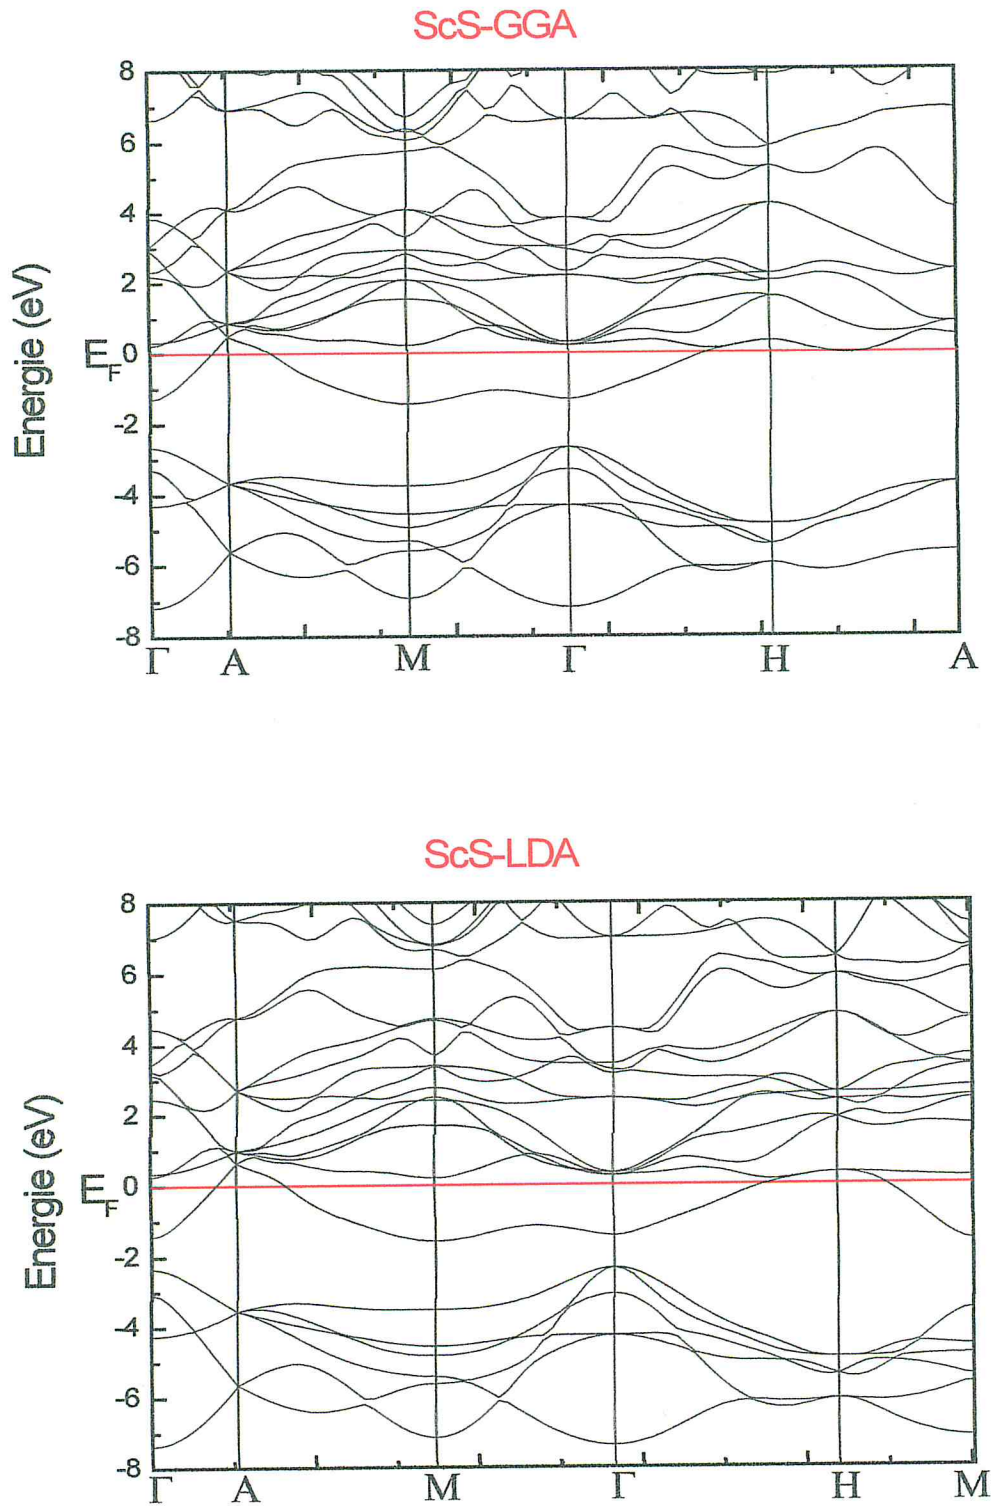 ScS-GGA
8
6
4
2
0
-2
-4
-6
-8
Energie (eV)
E_F
Γ A M Γ H A
ScS-LDA
8
6
4
2
0
-2
-4
-6
-8
Energie (eV)
E_F
Γ A M Γ H M